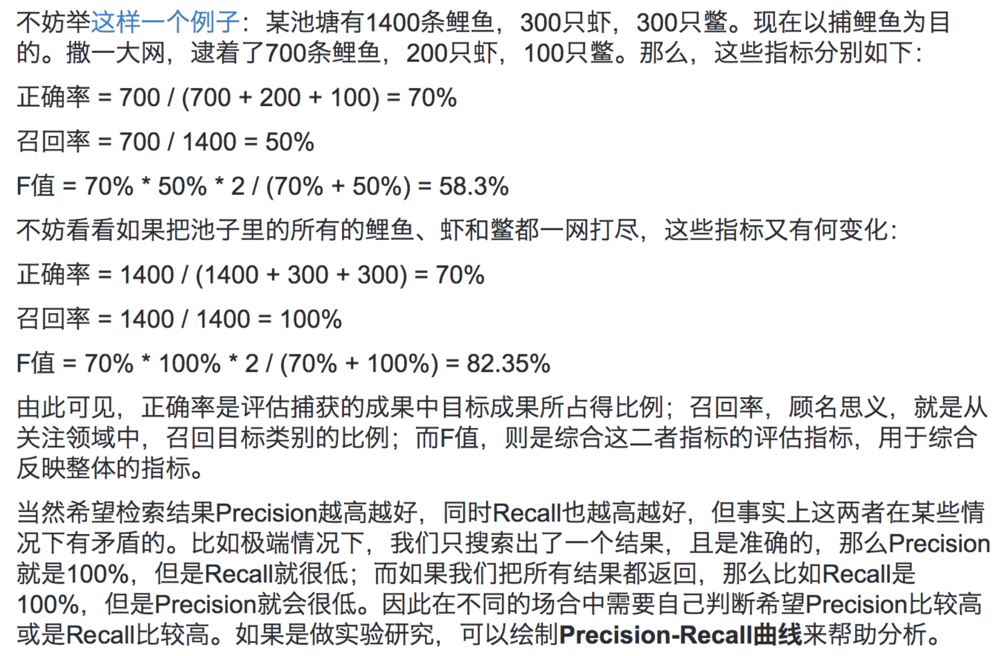 不妨举这样一个例子：某池塘有1400条鲤鱼，300只虾，300只鳖。现在以捕鲤鱼为目
的。撒一大网，逮着了700条鲤鱼，200只虾，100只鳖。那么，这些指标分别如下：
正确率 = 700 / (700 + 200 + 100) = 70%
召回率 = 700 / 1400 = 50%
F值 = 70% * 50% * 2 / (70% + 50%) = 58.3%
不妨看看如果把池子里的所有的鲤鱼、虾和鳖都一网打尽，这些指标又有何变化：
正确率 = 1400 / (1400 + 300 + 300) = 70%
召回率 = 1400 / 1400 = 100%
F值 = 70% * 100% * 2 / (70% + 100%) = 82.35%
由此可见，正确率是评估捕获的成果中目标成果所占得比例；召回率，顾名思义，就是从
关注领域中，召回目标类别的比例；而F值，则是综合这二者指标的评估指标，用于综合
反映整体的指标。
当然希望检索结果Precision越高越好，同时Recall也越高越好，但事实上这两者在某些情
况下有矛盾的。比如极端情况下，我们只搜索出了一个结果，且是准确的，那么Precision
就是100%，但是Recall就很低；而如果我们把所有结果都返回，那么比如Recall是
100%，但是Precision就会很低。因此在不同的场合中需要自己判断希望Precision比较高
或是Recall比较高。如果是做实验研究，可以绘制Precision-Recall曲线来帮助分析。